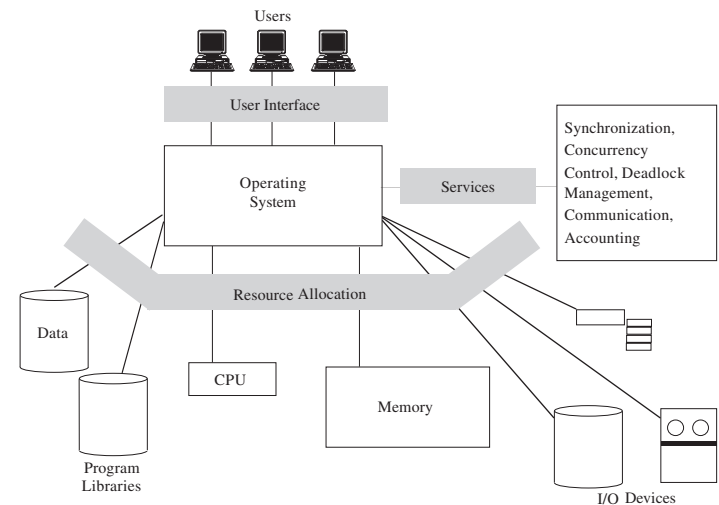 Users
User Interface
Operating
System
Services
Synchronization,
Concurrency
Control, Deadlock
Management,
Communication,
Accounting
Resource Allocation
Data
CPU
Memory
Program
Libraries
I/O Devices